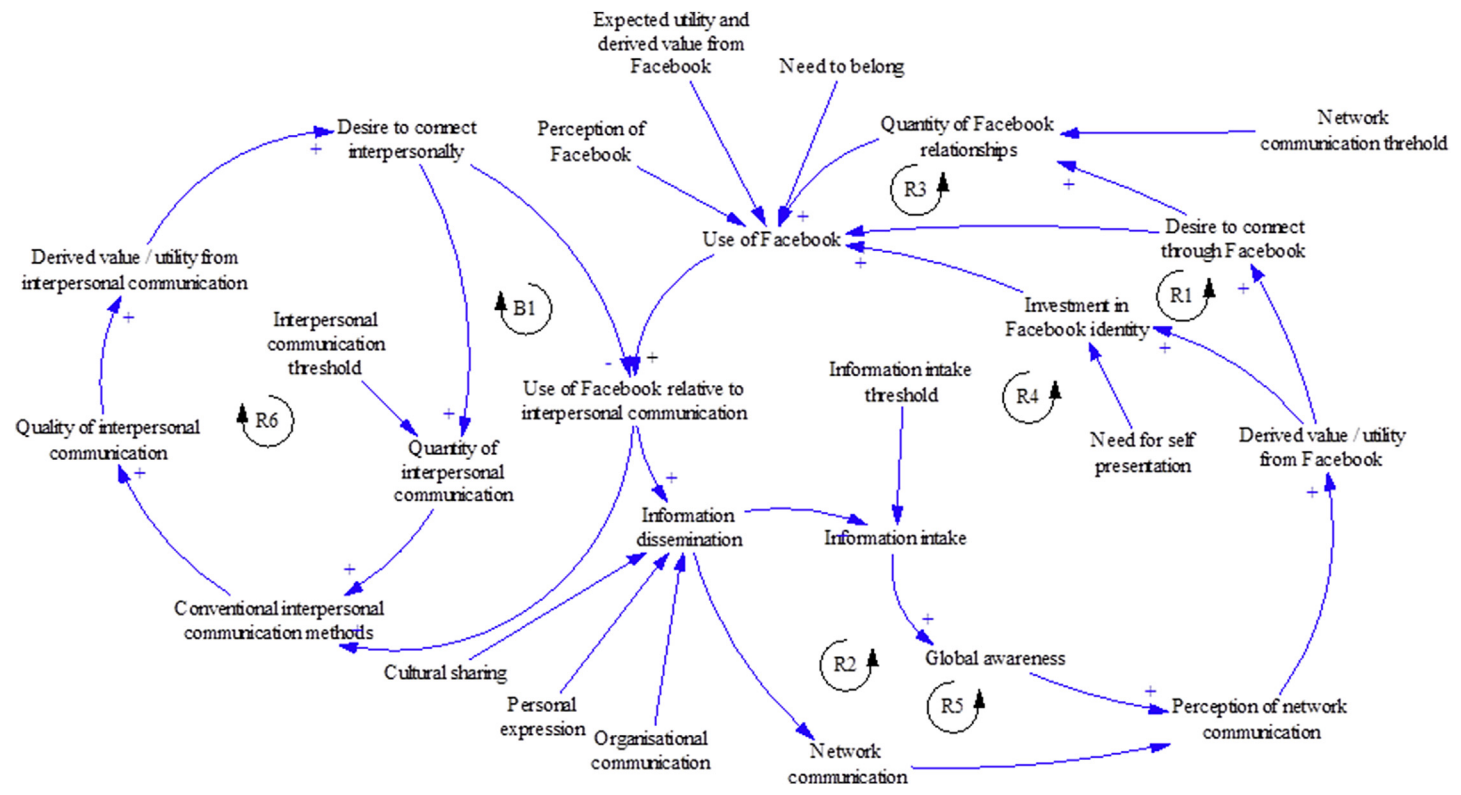 Expected utility and
derived value from
Facebook
Need to belong
Perception of
Facebook
Quantity of Facebook
relationships
Network
communication threhold
Desire to connect
interpersonally
R3
+
+
+
Use of Facebook
Desire to connect
through Facebook
+
Derived value / utility from
interpersonal communication
+
B1
R1
+
Investment in
Facebook identity
+
Interpersonal
communication
threshold
-
+
Use of Facebook relative to
interpersonal communication
Information intake
threshold
R4
+
R6
Quality of interpersonal
communication
+
Quantity of
interpersonal
communication
Need for self
presentation
Derived value / utility
from Facebook
+
+
+
Information
dissemination
Information intake
+
+
Conventional interpersonal
communication methods
+
+
Cultural sharing
R2
Global awareness
R5
+
Personal
expression
Organisational
communication
Network
communication
Perception of network
communication